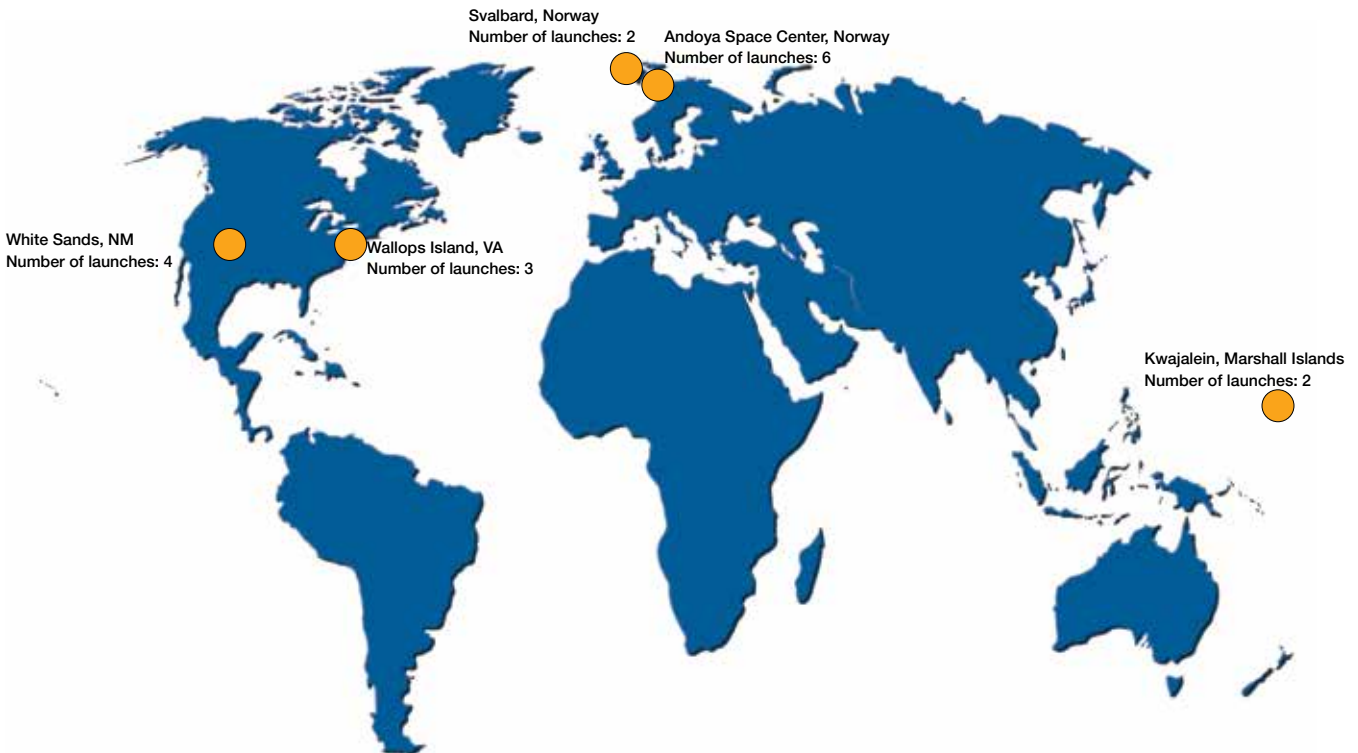 Svalbard, Norway
Number of launches: 2
Andoya Space Center, Norway
Number of launches: 6
White Sands, NM
Number of launches: 4
Wallops Island, VA
Number of launches: 3
Kwajalein, Marshall Islands
Number of launches: 2